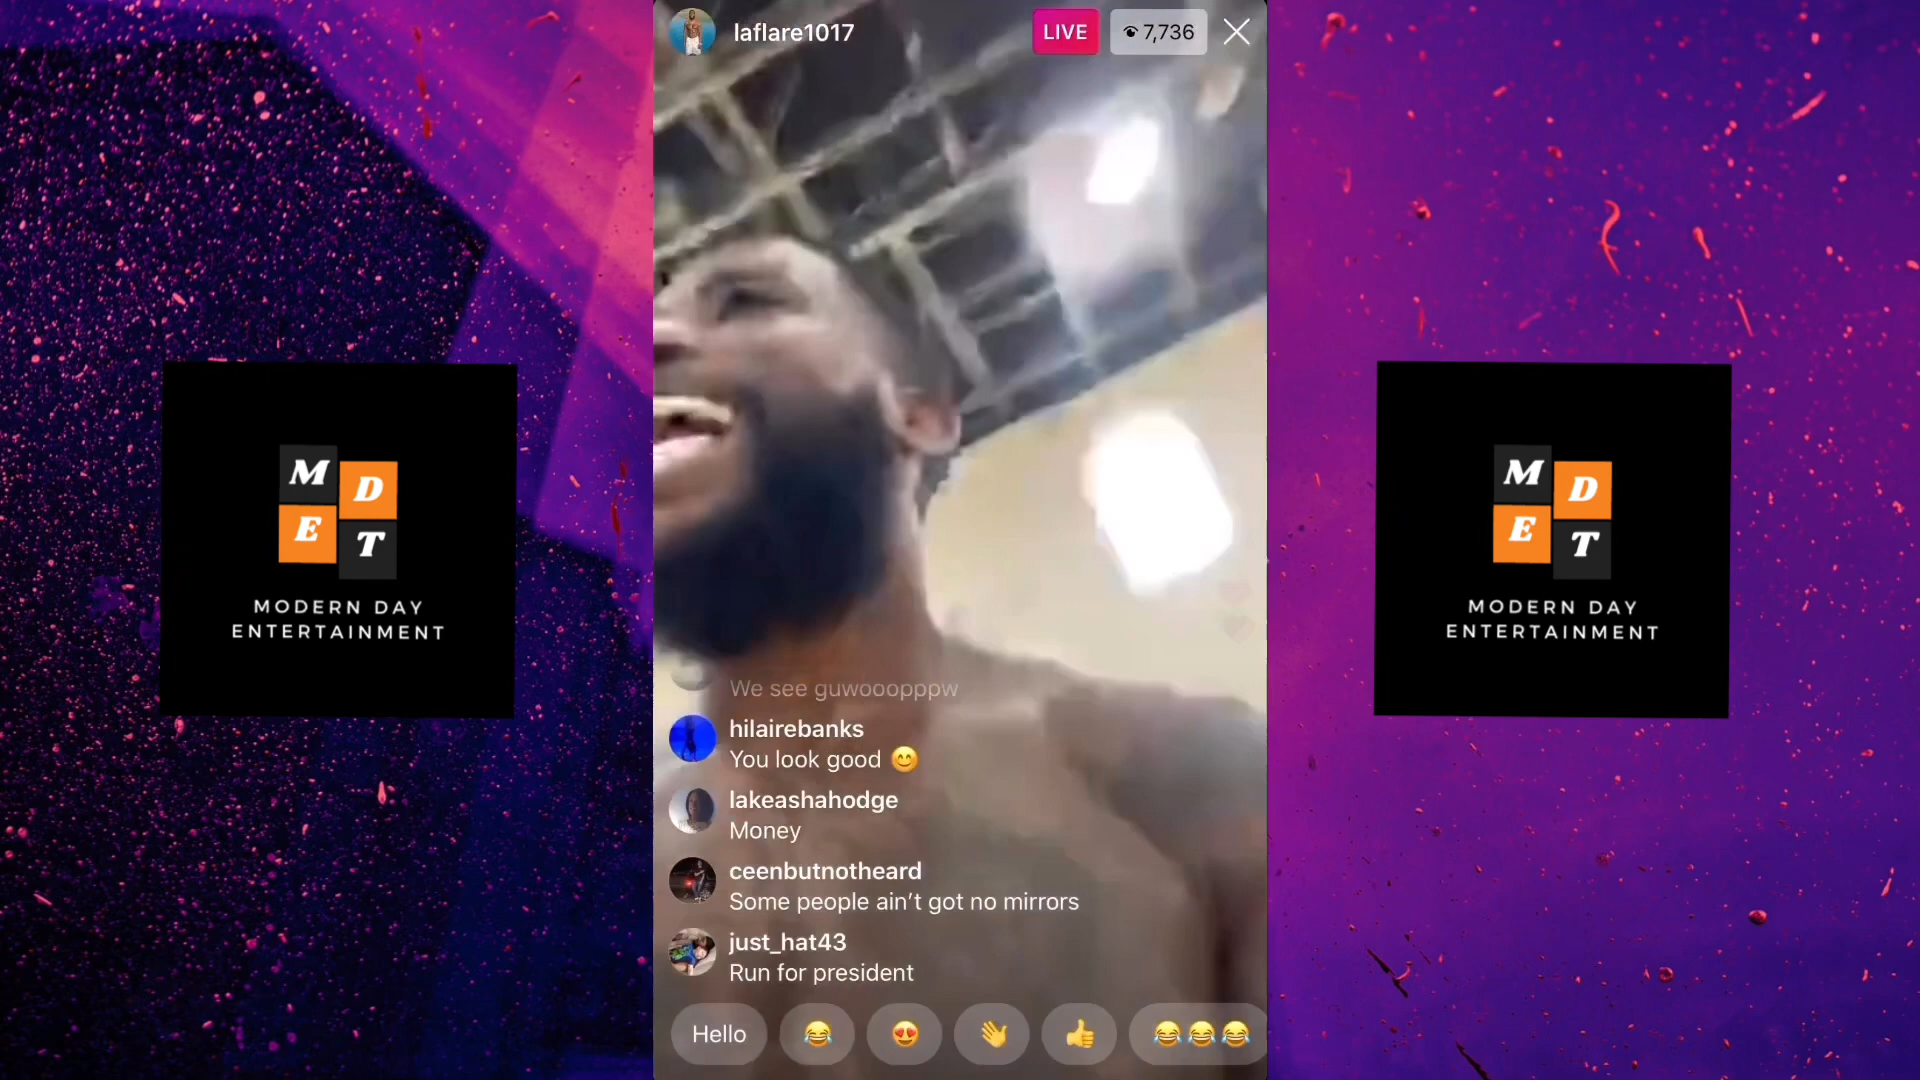 laflare1017
LIVE
7,736
M
D
E
T
MODERN DAY
ENTERTAINMENT
We see guwooopppw
hilairebanks
You look good 😊
lakeashahodge
Money
ceenbutnotheard
Some people ain’t got no mirrors
just_hat43
Run for president
Hello
😂
😍
👋
👍
😂😂😂
M
D
E
T
MODERN DAY
ENTERTAINMENT